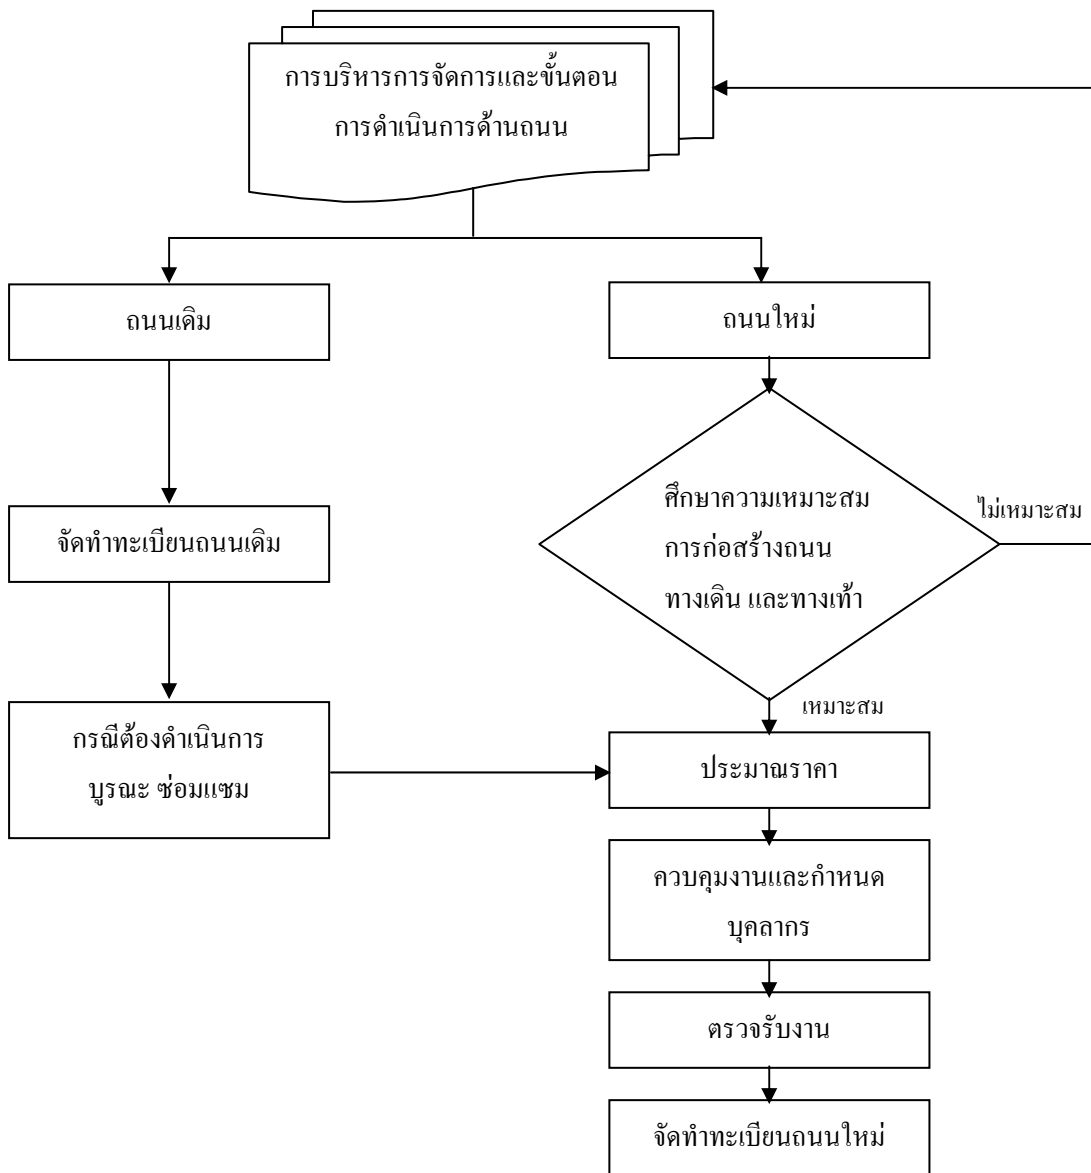 การบริหารการจัดการและขั้นตอน
การดำเนินการด้านถนน
ถนนเดิม
ถนนใหม่
ศึกษาความเหมาะสม
การก่อสร้างถนน
ทางเดิน และทางเท้า
ไม่เหมาะสม
จัดทำทะเบียนถนนเดิม
เหมาะสม
กรณีต้องดำเนินการ
บูรณะ ซ่อมแซม
ประมาณราคา
ควบคุมงานและกำหนด
บุคลากร
ตรวจรับงาน
จัดทำทะเบียนถนนใหม่